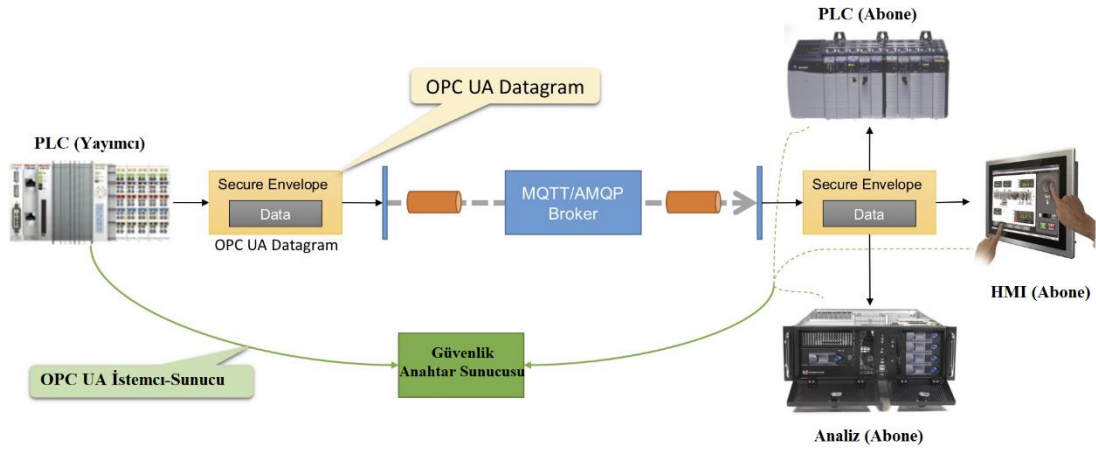 PLC (Abone)
OPC UA Datagram
PLC (Yayımcı)
Secure Envelope
Data
OPC UA Datagram
MQTT/AMQP
Broker
Secure Envelope
Data
HMI (Abone)
Güvenlik
Anahtar Sunucusu
OPC UA İstemcı-Sunucu
Analiz (Abone)